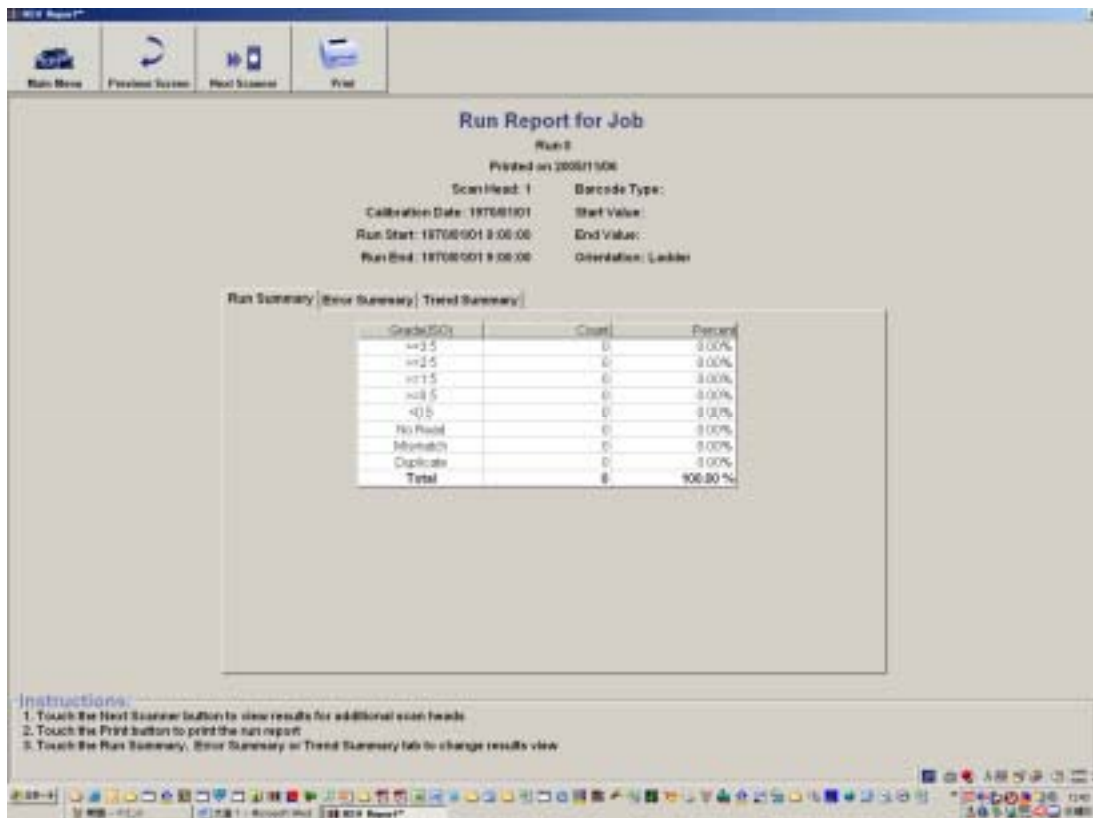 Report
Main Menu
Previous Screen
Next Scanner
Print
Run Report for Job
Run 0
Printed on 2005/11/06
Scan Head: 1 Barcode Type:
Calibration Date: 1970/01/01 Start Value:
Run Start: 1970/01/01 9:00:00 End Value:
Run End: 1970/01/01 9:00:00 Orientation: Ladder
Run Summary Error Summary Trend Summary
Grade(ISO) Count Percent
>=3.5 0 0.00%
>=2.5 0 0.00%
>=1.5 0 0.00%
>=0.5 0 0.00%
<0.5 0 0.00%
No Read 0 0.00%
Mismatch 0 0.00%
Duplicate 0 0.00%
Total 0 100.00 %
Instructions:
1. Touch the Next Scanner button to view results for additional scan heads
2. Touch the Print button to print the run report
3. Touch the Run Summary, Error Summary or Trend Summary tab to change results view